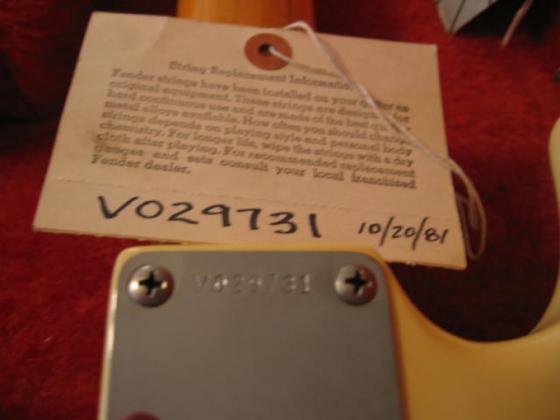 String Replacement Information
Fender strings have been installed on your guitar as
original equipment. These strings are designed for
hard continuous use and are made of the best
metal alloys available. How often you should change
strings depends on playing style and personal body
chemistry. For longer life, wipe the strings with a dry
cloth after playing. For recommended replacement
gauges and sets consult your local franchised
Fender dealer.
V029731 10/20/81
V029731